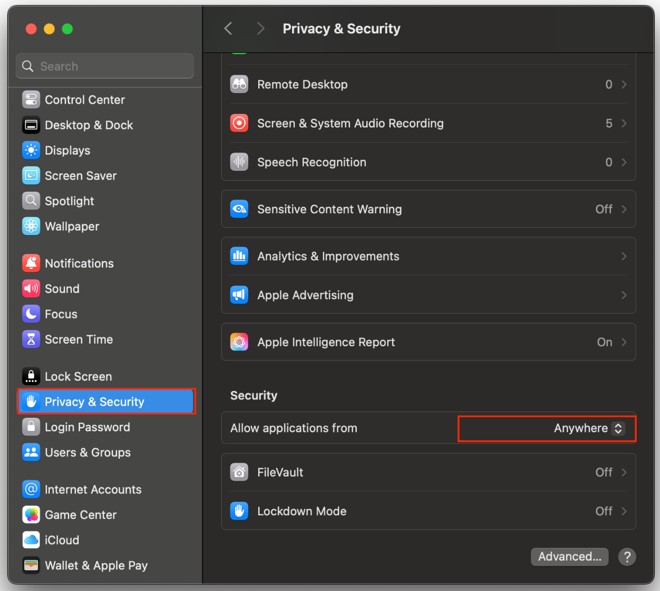 Privacy & Security
Search
Control Center
Desktop & Dock
Displays
Screen Saver
Spotlight
Wallpaper
Notifications
Sound
Focus
Screen Time
Lock Screen
Privacy & Security
Login Password
Users & Groups
Internet Accounts
Game Center
iCloud
Wallet & Apple Pay
Remote Desktop 0
Screen & System Audio Recording 5
Speech Recognition 0
Sensitive Content Warning Off
Analytics & Improvements
Apple Advertising
Apple Intelligence Report On
Security
Allow applications from Anywhere
FileVault Off
Lockdown Mode Off
Advanced... ?